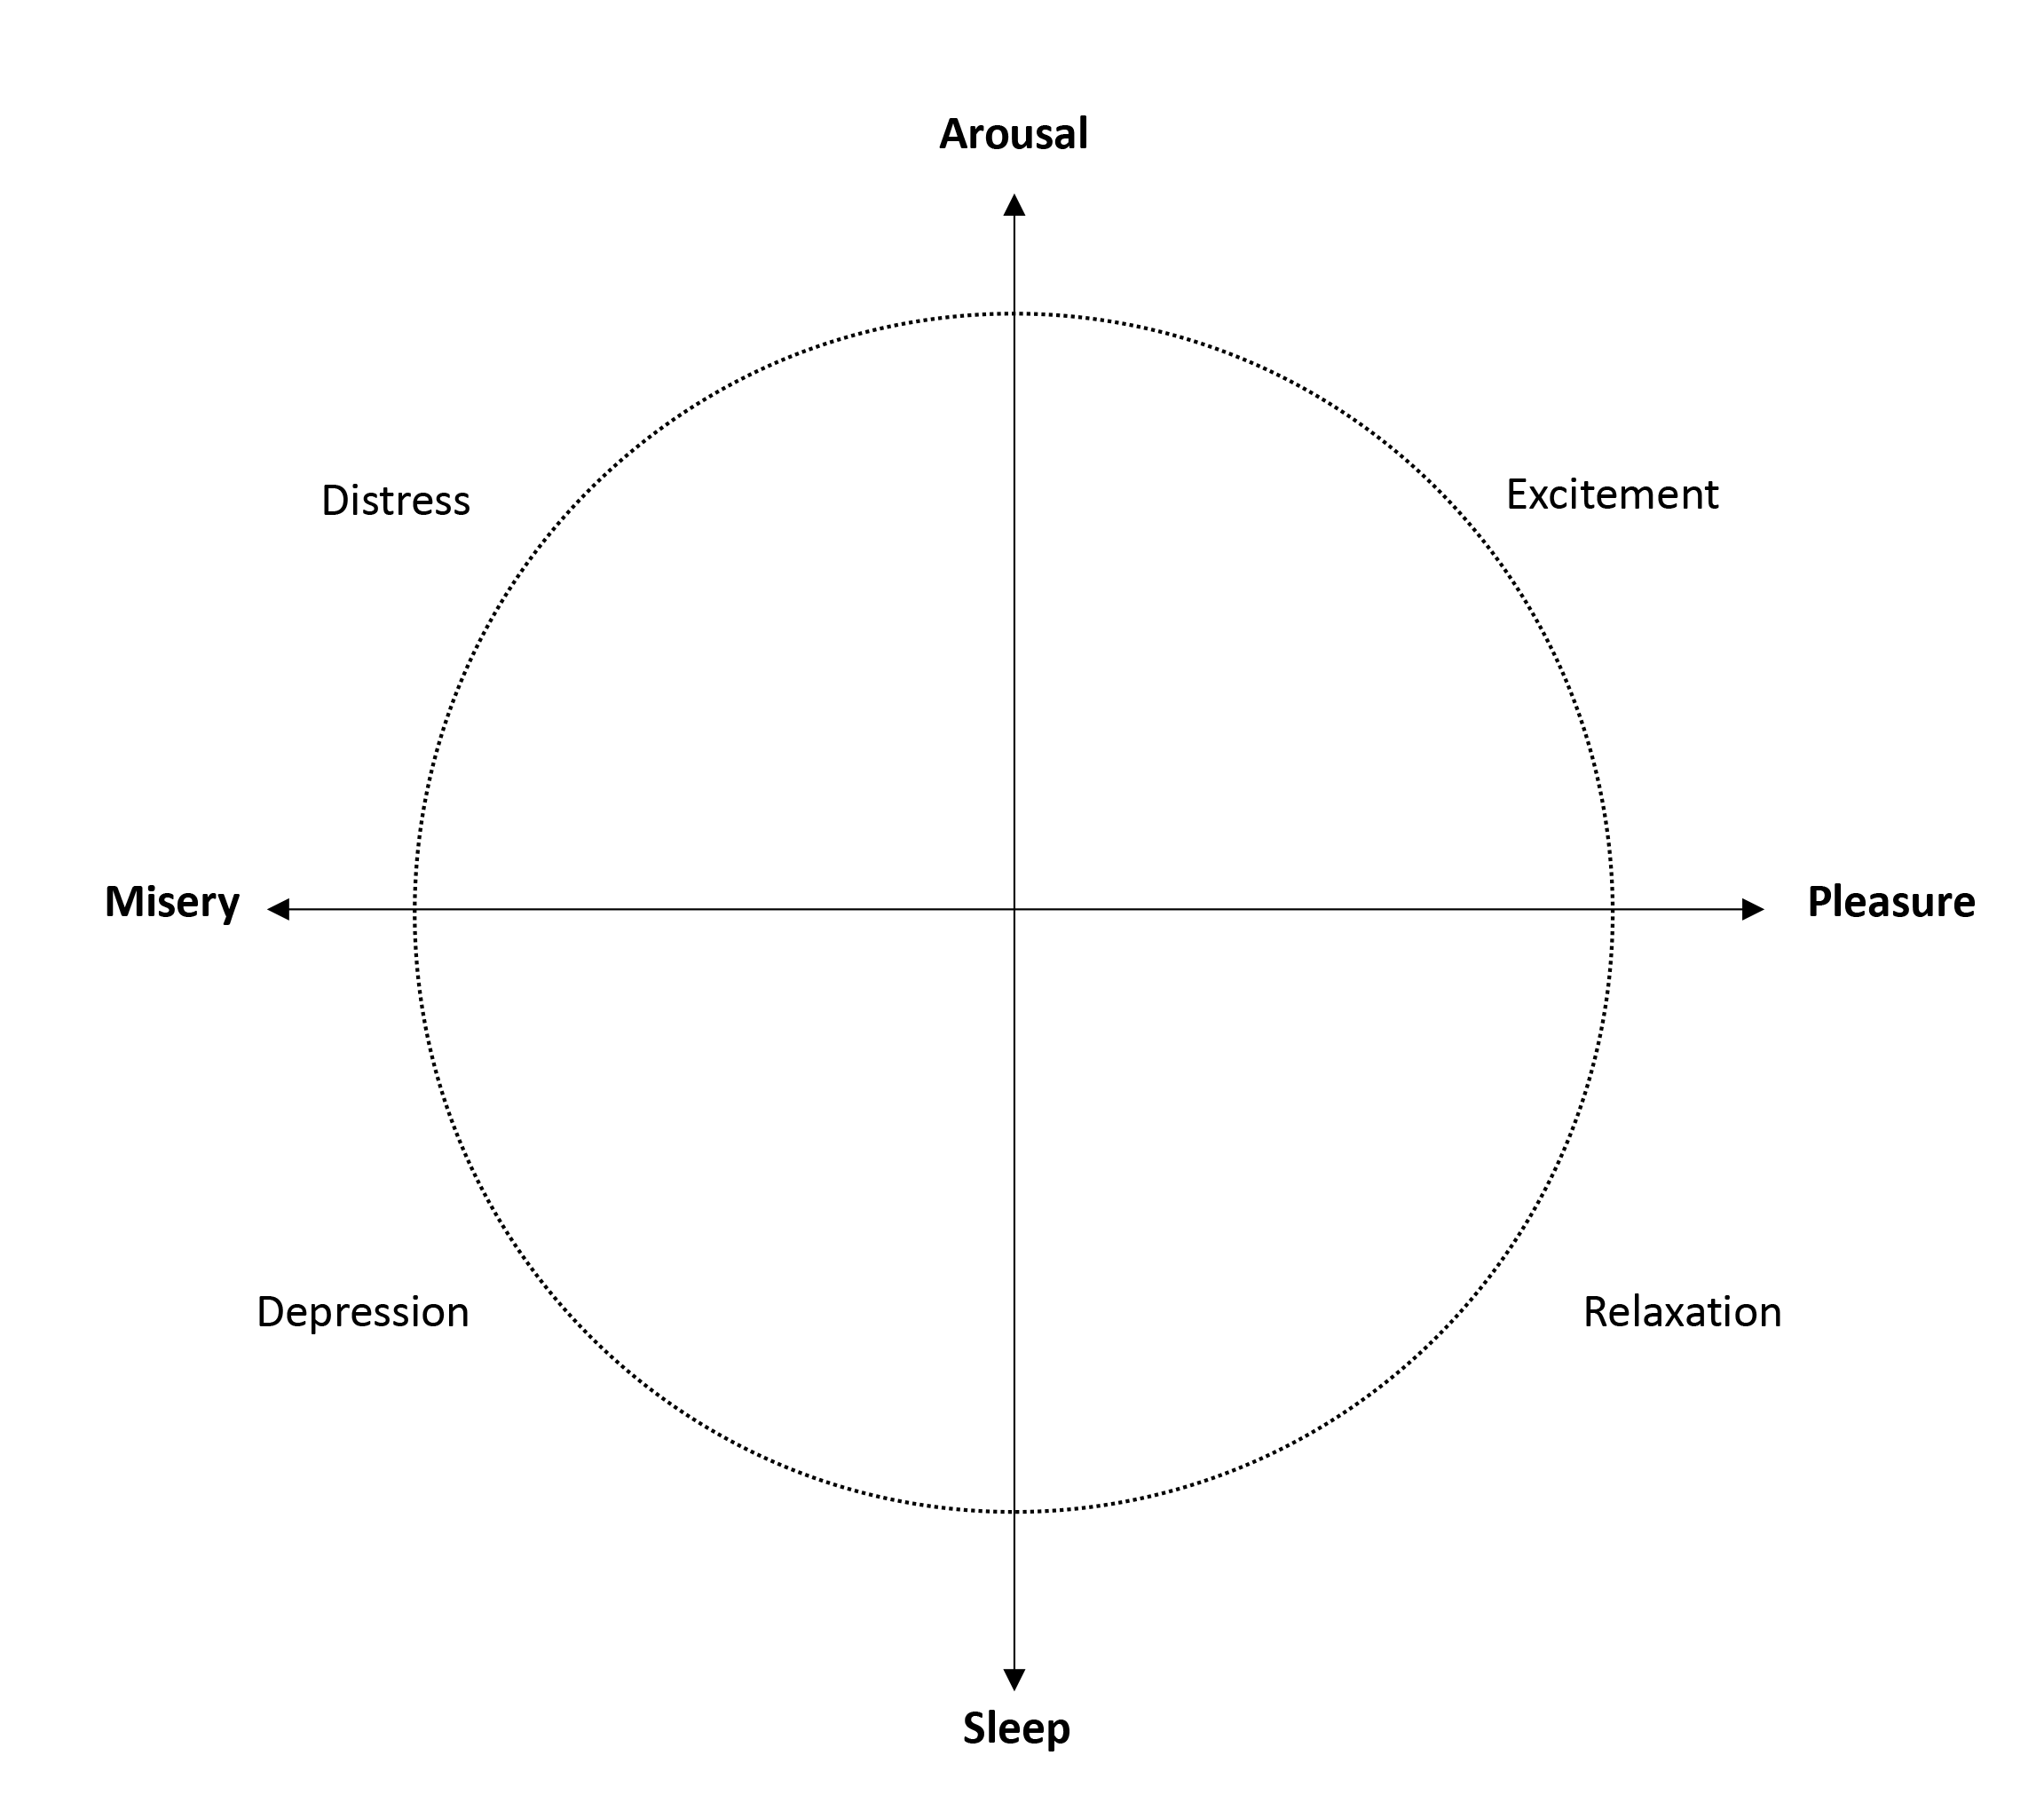 Arousal
Distress
Excitement
Misery
Pleasure
Depression
Relaxation
Sleep